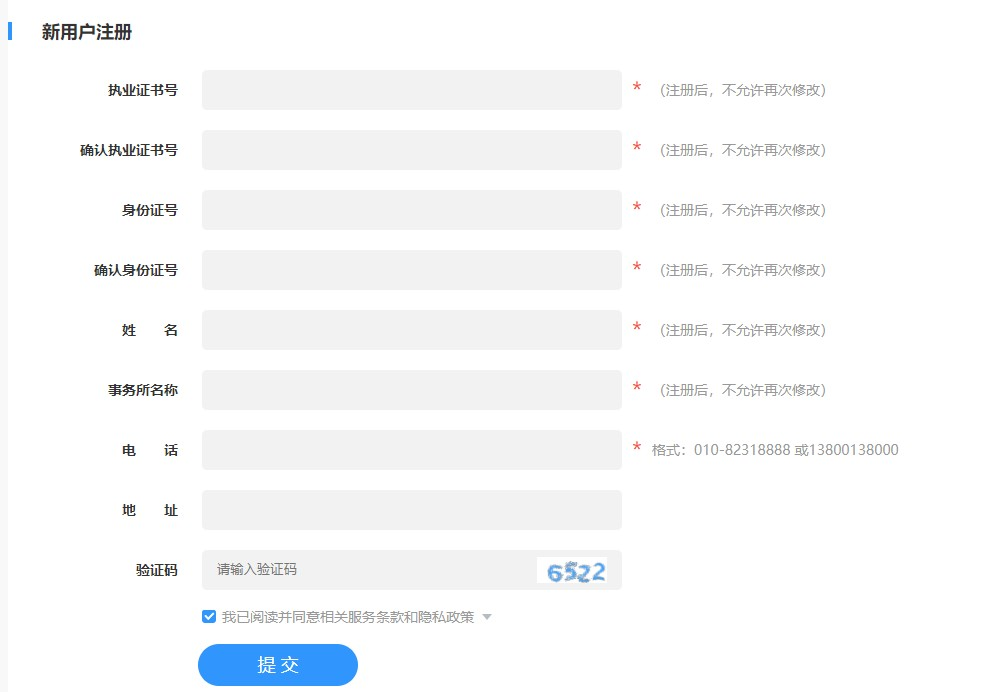 新用户注册
执业证书号 * （注册后，不允许再次修改）
确认执业证书号 * （注册后，不允许再次修改）
身份证号 * （注册后，不允许再次修改）
确认身份证号 * （注册后，不允许再次修改）
姓 名 * （注册后，不允许再次修改）
事务所名称 * （注册后，不允许再次修改）
电 话 * 格式：010-82318888 或13800138000
地 址
验证码 请输入验证码 6522
我已阅读并同意相关服务条款和隐私政策
提交